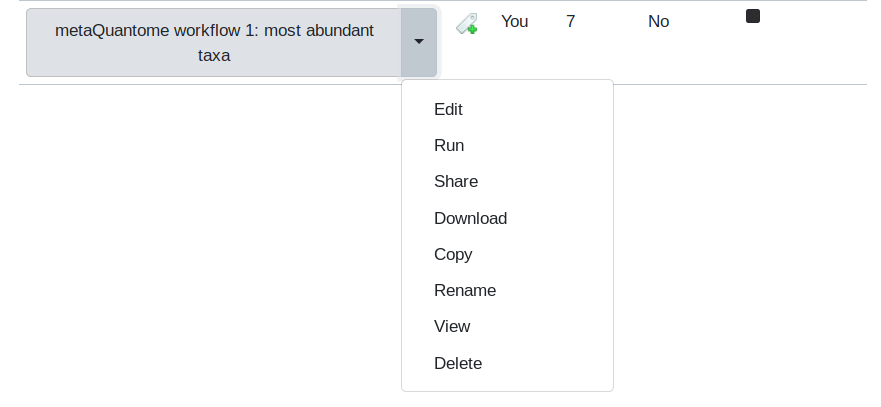 metaQuantome workflow 1: most abundant
taxa
You 7 No
Edit
Run
Share
Download
Copy
Rename
View
Delete